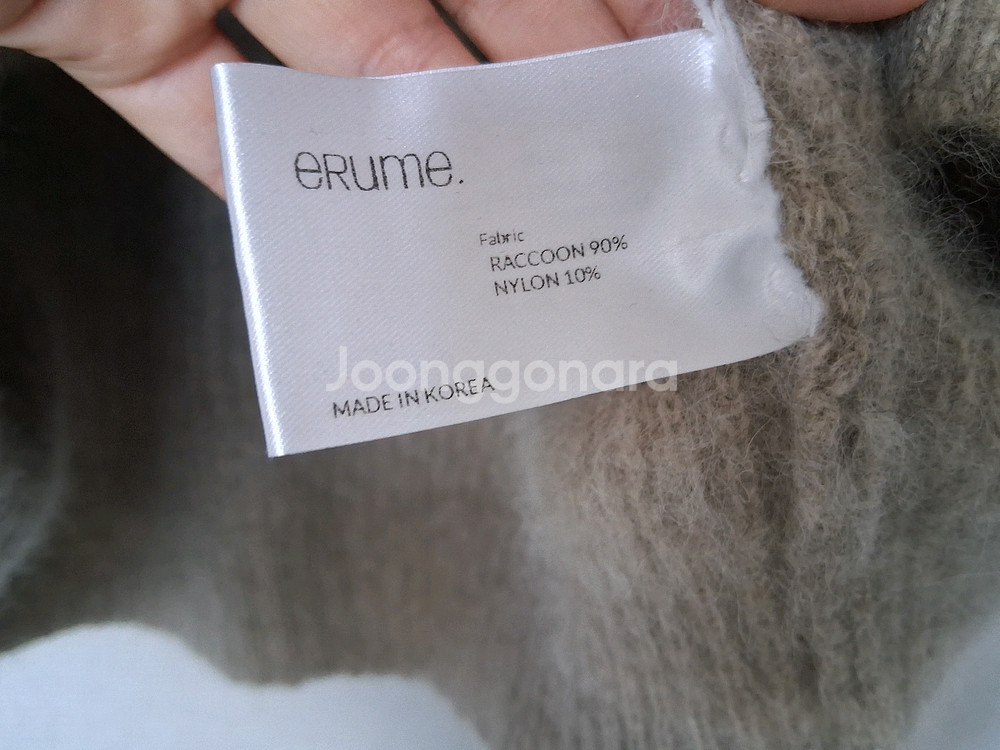 eRume.
Fabric
RACCOON 90%
NYLON 10%
Joonggonara
MADE IN KOREA